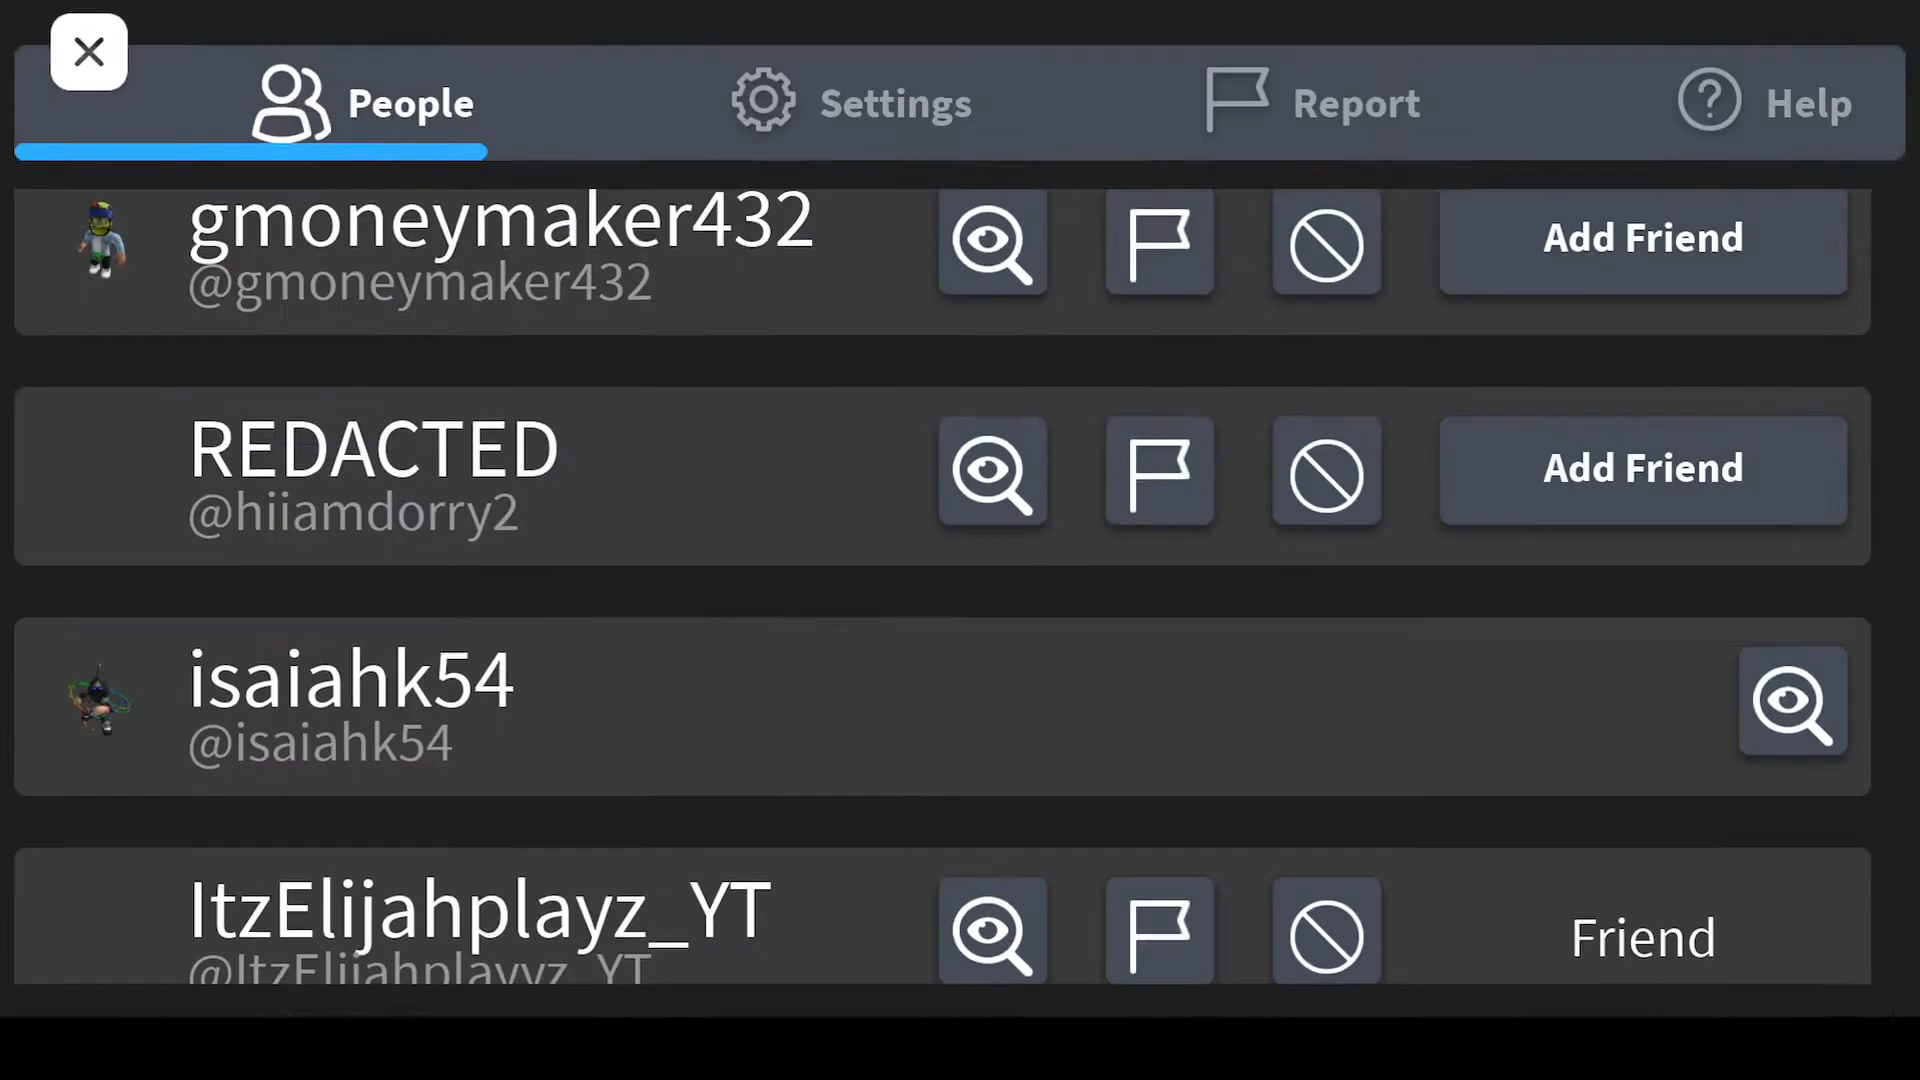 People
Settings
Report
Help
gmoneymaker432
@gmoneymaker432
Add Friend
REDACTED
@hiiamdorry2
Add Friend
isaiahk54
@isaiahk54
ItzElijahplayz_YT
Friend